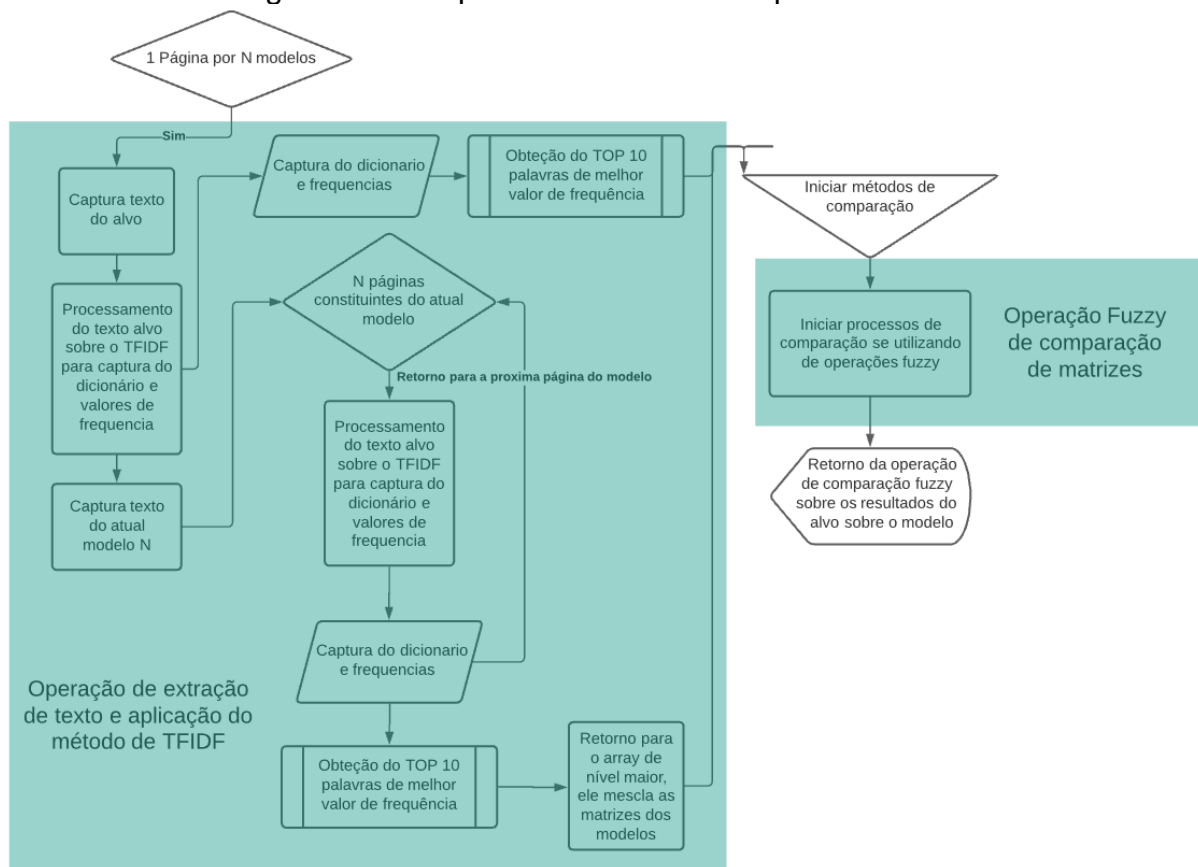 1 Página por N modelos
Sim
Captura texto
do alvo
Captura do dicionario
e frequencias
Obteção do TOP 10
palavras de melhor
valor de frequência
Iniciar métodos de
comparação
Processamento
do texto alvo
sobre o TFIDF
para captura do
dicionário e
valores de
frequencia
N páginas
constituintes do atual
modelo
Iniciar processos de
comparação se utilizando
de operações fuzzy
Operação Fuzzy
de comparação
de matrizes
Retorno para a proxima página do modelo
Captura texto
do atual
modelo N
Processamento
do texto alvo
sobre o TFIDF
para captura do
dicionário e
valores de
frequencia
Retorno da operação
de comparação fuzzy
sobre os resultados do
alvo sobre o modelo
Captura do dicionario
e frequencias
Operação de extração
de texto e aplicação do
método de TFIDF
Obteção do TOP 10
palavras de melhor
valor de frequência
Retorno para
o array de
nível maior,
ele mescla as
matrizes dos
modelos